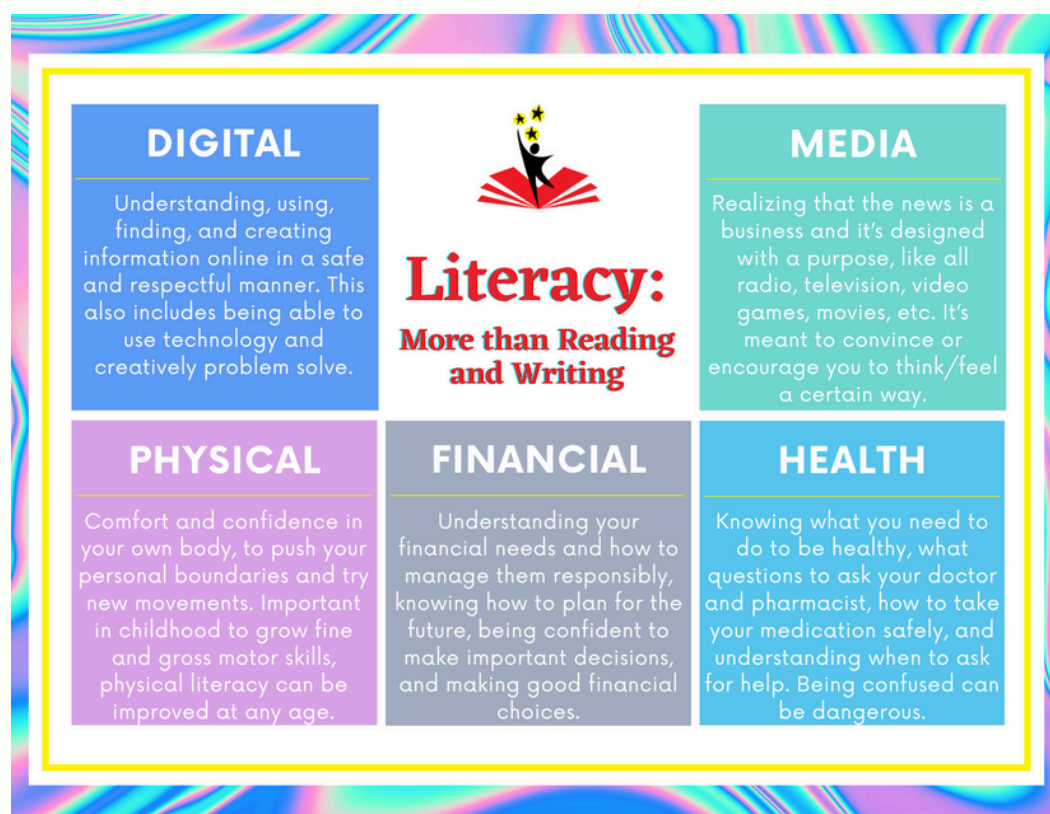 DIGITAL
Understanding, using,
finding, and creating
information online in a safe
and respectful manner. This
also includes being able to
use technology and
creatively problem solve.
Literacy:
More than Reading
and Writing
MEDIA
Realizing that the news is a
business and it's designed
with a purpose, like all
radio, television, video
games, movies, etc. It's
meant to convince or
encourage you to think/feel
a certain way.
PHYSICAL
Comfort and confidence in
your own body, to push your
personal boundaries and try
new movements. Important
in childhood to grow fine
and gross motor skills,
physical literacy can be
improved at any age.
FINANCIAL
Understanding your
financial needs and how to
manage them responsibly,
knowing how to plan for the
future, being confident to
make important decisions,
and making good financial
choices.
HEALTH
Knowing what you need to
do to be healthy, what
questions to ask your doctor
and pharmacist, how to take
your medication safely, and
understanding when to ask
for help. Being confused can
be dangerous.